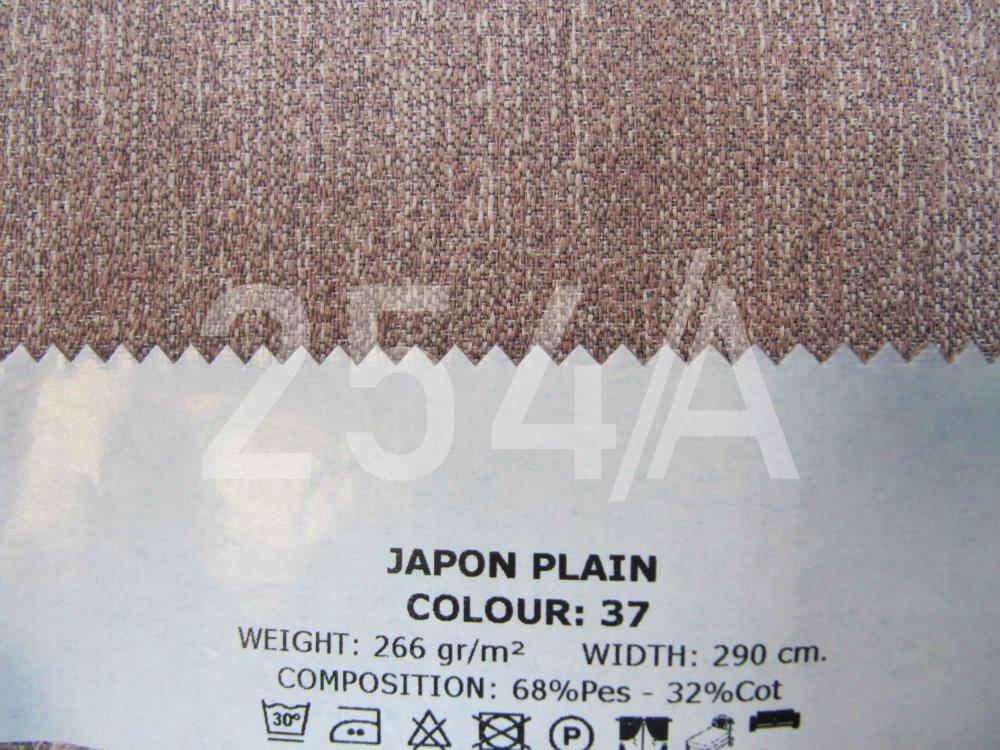 254/A
JAPON PLAIN
COLOUR: 37
WEIGHT: 266 gr/m² WIDTH: 290 cm.
COMPOSITION: 68%Pes - 32%Cot
30° P